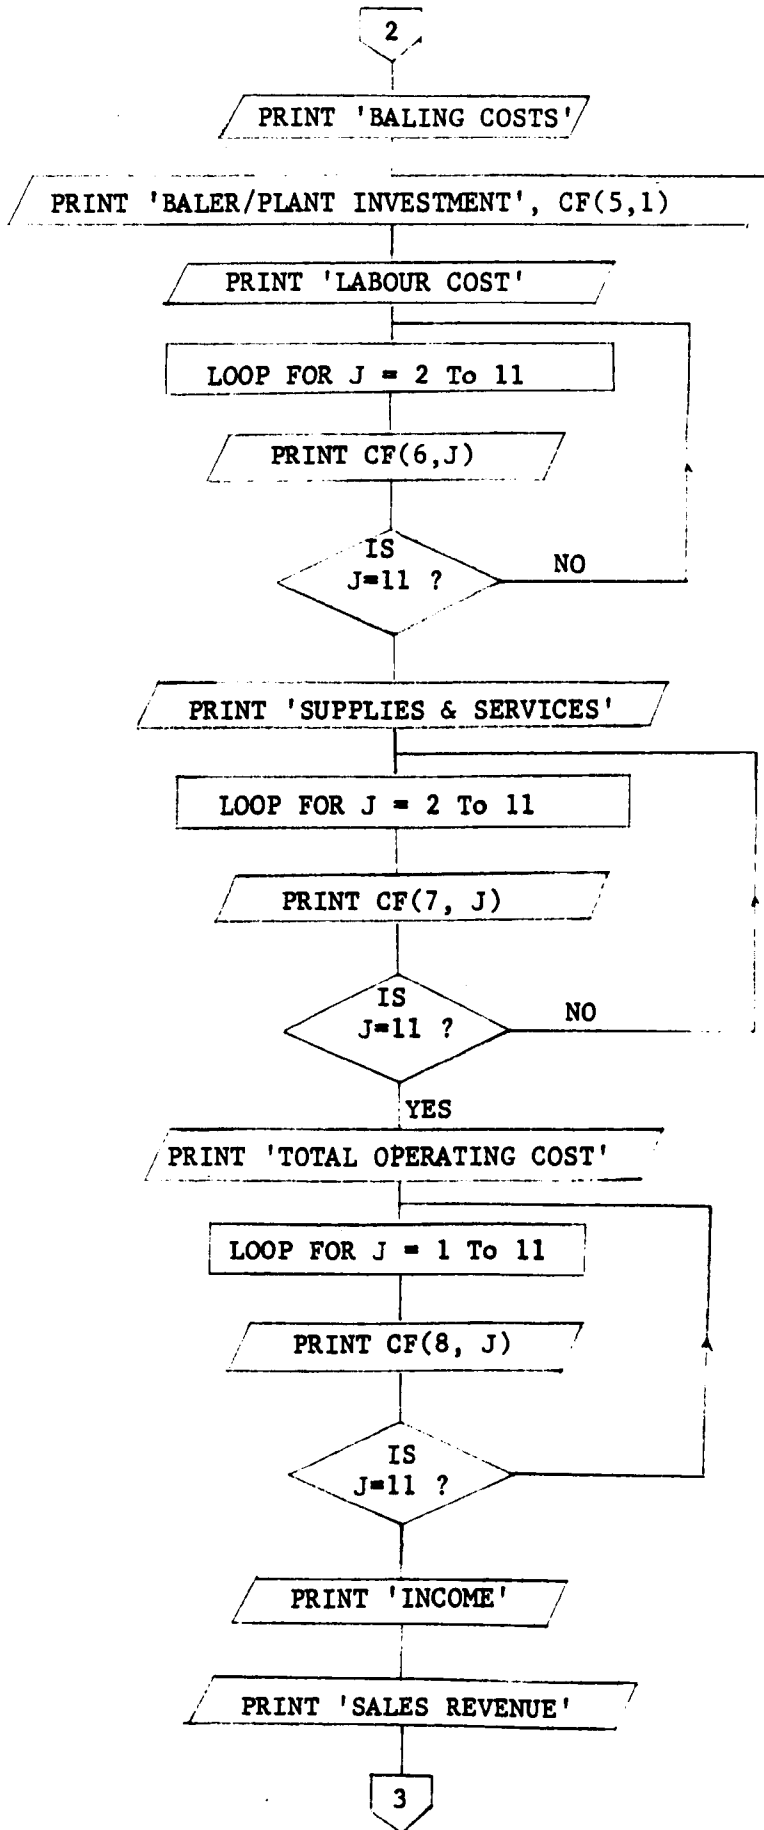 2
PRINT 'BALING COSTS'
PRINT 'BALER/PLANT INVESTMENT', CF(5,1)
PRINT 'LABOUR COST'
LOOP FOR J = 2 To 11
PRINT CF(6,J)
IS
J=11 ?
NO
PRINT 'SUPPLIES & SERVICES'
LOOP FOR J = 2 To 11
PRINT CF(7, J)
IS
J=11 ?
NO
YES
PRINT 'TOTAL OPERATING COST'
LOOP FOR J = 1 To 11
PRINT CF(8, J)
IS
J=11 ?
PRINT 'INCOME'
PRINT 'SALES REVENUE'
3